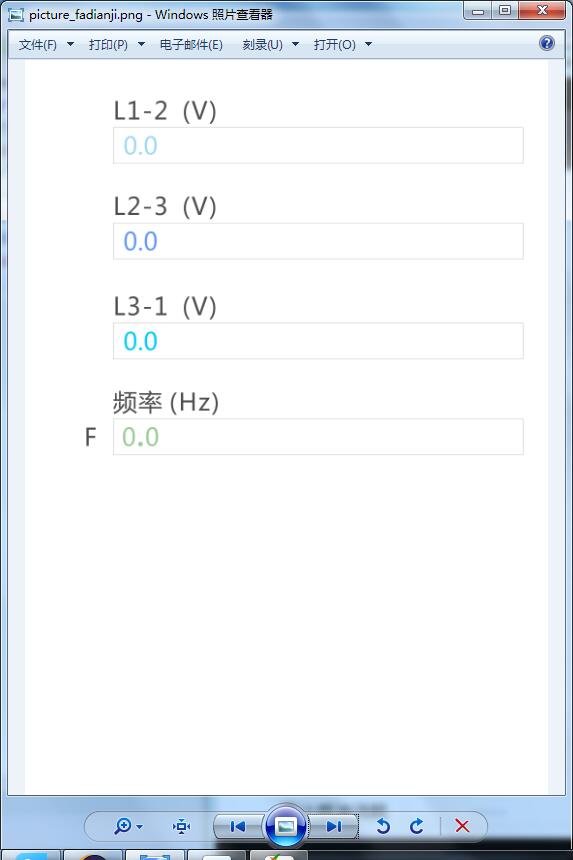 picture_fadianji.png - Windows 照片查看器
文件(F) 打印(P) 电子邮件(E) 刻录(U) 打开(O)
L1-2 (V)
0.0
L2-3 (V)
0.0
L3-1 (V)
0.0
频率 (Hz)
F 0.0